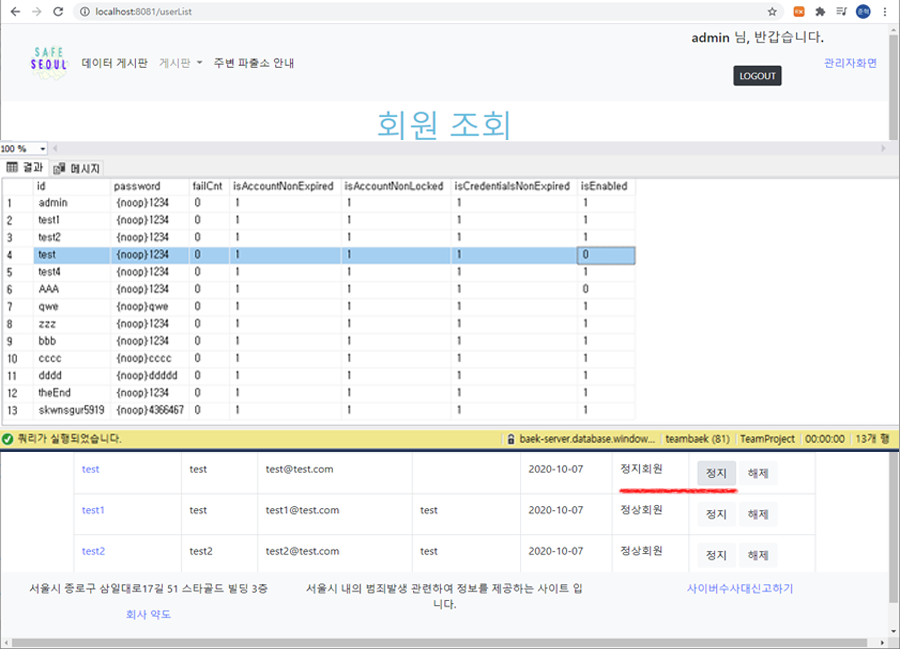 localhost:8081/userList
admin 님, 반갑습니다.
SAFE
SEOUL
데이터 게시판 게시판 주변 파출소 안내
LOGOUT
관리자화면
회원 조회
100 %
결과 메시지
id password failCnt isAccountNonExpired isAccountNonLocked isCredentialsNonExpired isEnabled
1 admin {noop}1234 0 1 1 1 1
2 test1 {noop}1234 0 1 1 1 1
3 test2 {noop}1234 0 1 1 1 1
4 test {noop}1234 0 1 1 1 0
5 test4 {noop}1234 0 1 1 1 1
6 AAA {noop}1234 0 1 1 1 0
7 qwe {noop}qwe 0 1 1 1 1
8 zzz {noop}1234 0 1 1 1 1
9 bbb {noop}1234 0 1 1 1 1
10 cccc {noop}cccc 0 1 1 1 1
11 dddd {noop}ddddd 0 1 1 1 1
12 theEnd {noop}1234 0 1 1 1 1
13 skwnsgur5919 {noop}4366467 0 1 1 1 1
쿼리가 실행되었습니다. baek-server.database.window... teambaek (81) TeamProject 00:00:00 13개 행
test test test@test.com 2020-10-07 정지회원 정지 해제
test1 test test1@test.com test 2020-10-07 정상회원 정지 해제
test2 test2 test2@test.com test 2020-10-07 정상회원 정지 해제
서울시 종로구 삼일대로17길 51 스타골드 빌딩 3층
회사 약도
서울시 내의 범죄발생 관련하여 정보를 제공하는 사이트 입
니다.
사이버수사대신고하기